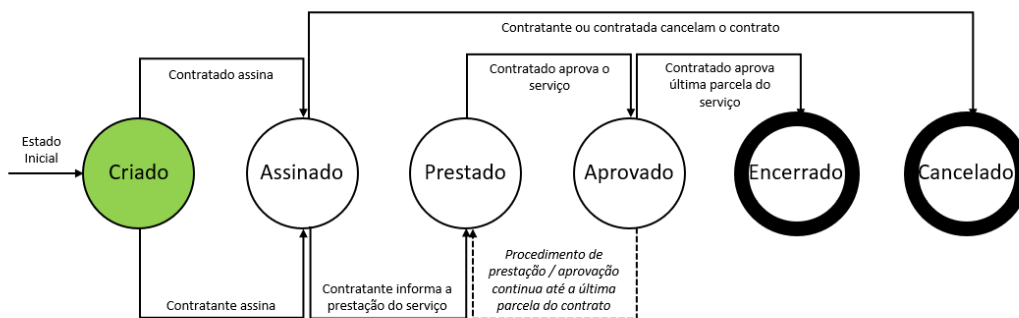 Contratante ou contratada cancelam o contrato
Contratado assina
Contratado aprova o
serviço
Contratado aprova
última parcela do
serviço
Estado
Inicial
Criado
Assinado
Prestado
Aprovado
Encerrado
Cancelado
Contratante assina
Contratante informa a
prestação do serviço
Procedimento de
prestação / aprovação
continua até a última
parcela do contrato